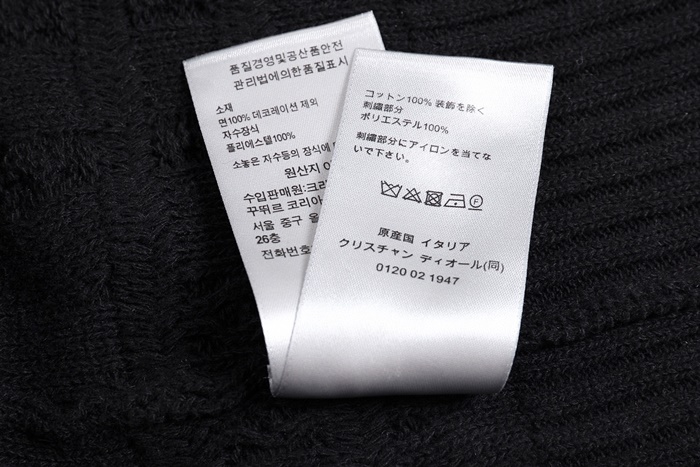 품질경영및공산품안전
관리법에의한품질표시
소재
면100% 데코레이션 제외
자수장식
폴리에스텔100%
소놓은 자수등의 장식에
원산지
수입판매원:크리
꾸뛰르 코리아
서울 중구
26층
전화번호
コットン100% 装飾を除く
刺繍部分
ポリエステル100%
刺繍部分にアイロンを当てな
いで下さい。
F
原産国 イタリア
クリスチャン ディオール(同)
0120 02 1947